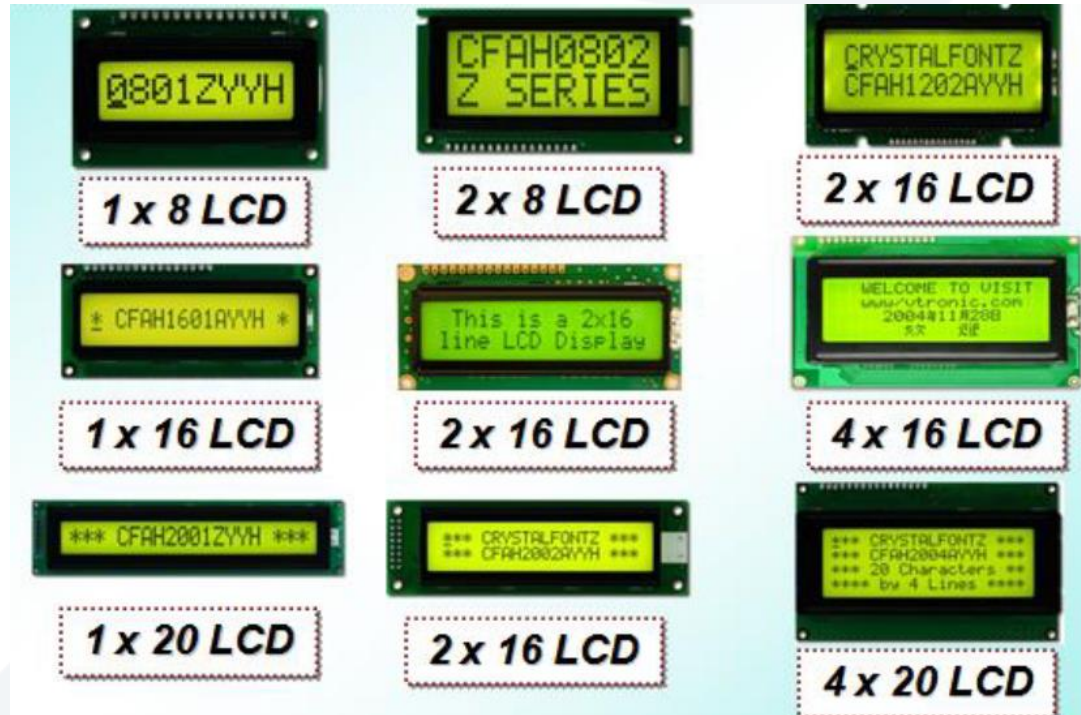 0801ZYYH
CFAH0802
Z SERIES
CRYSTALFONTZ
CFAH1202AYYH
1 x 8 LCD
2 x 8 LCD
2 x 16 LCD
* CFAH1601AYYH *
This is a 2x16
line LCD Display
WELCOME TO VISIT
www/vtronic.com
1 x 16 LCD
2 x 16 LCD
4 x 16 LCD
*** CFAH2001ZYYH ***
*** CRYSTALFONTZ ***
*** CFAH2002AYYH ***
*** CRYSTALFONTZ ***
*** CFAH2004AYYH ***
*** 20 Characters **
**** by 4 Lines ****
1 x 20 LCD
2 x 16 LCD
4 x 20 LCD